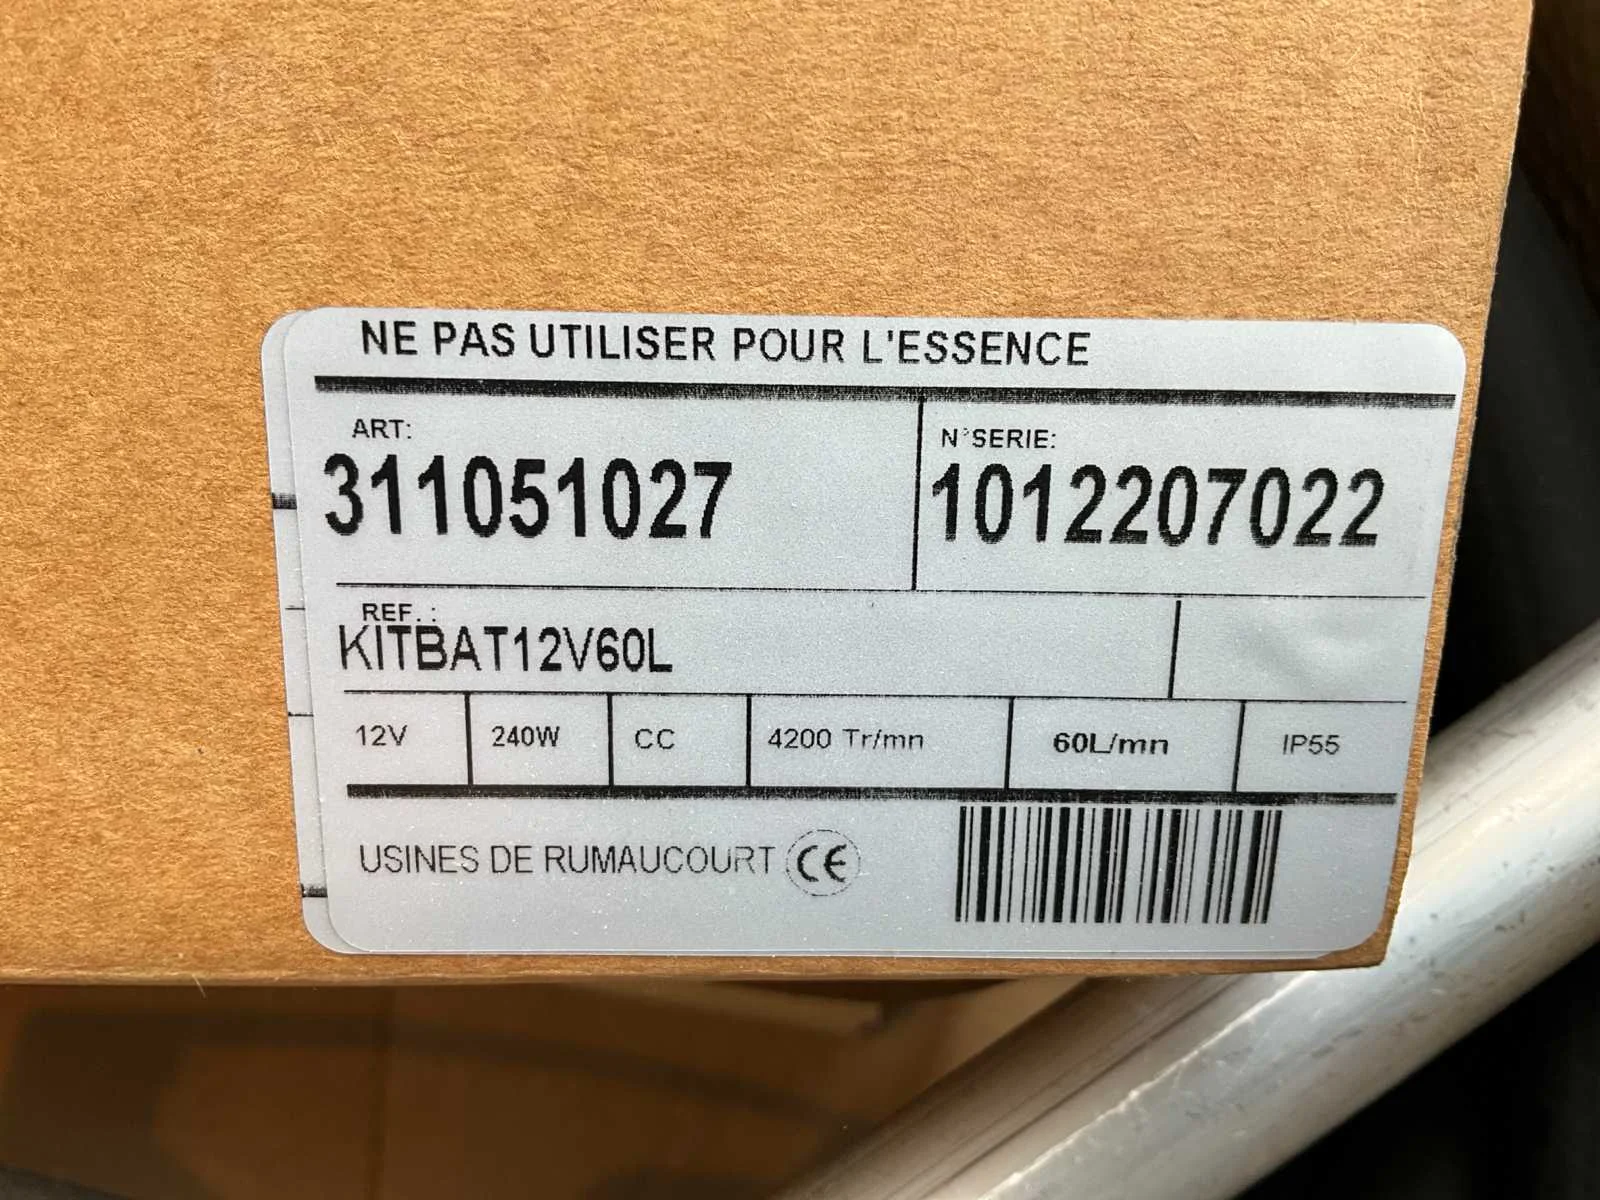 NE PAS UTILISER POUR L'ESSENCE
ART:
311051027
N°SERIE:
1012207022
REF.:
KITBAT12V60L
12V
240W
CC
4200 Tr/mn
60L/mn
IP55
USINES DE RUMAUCOURT CE